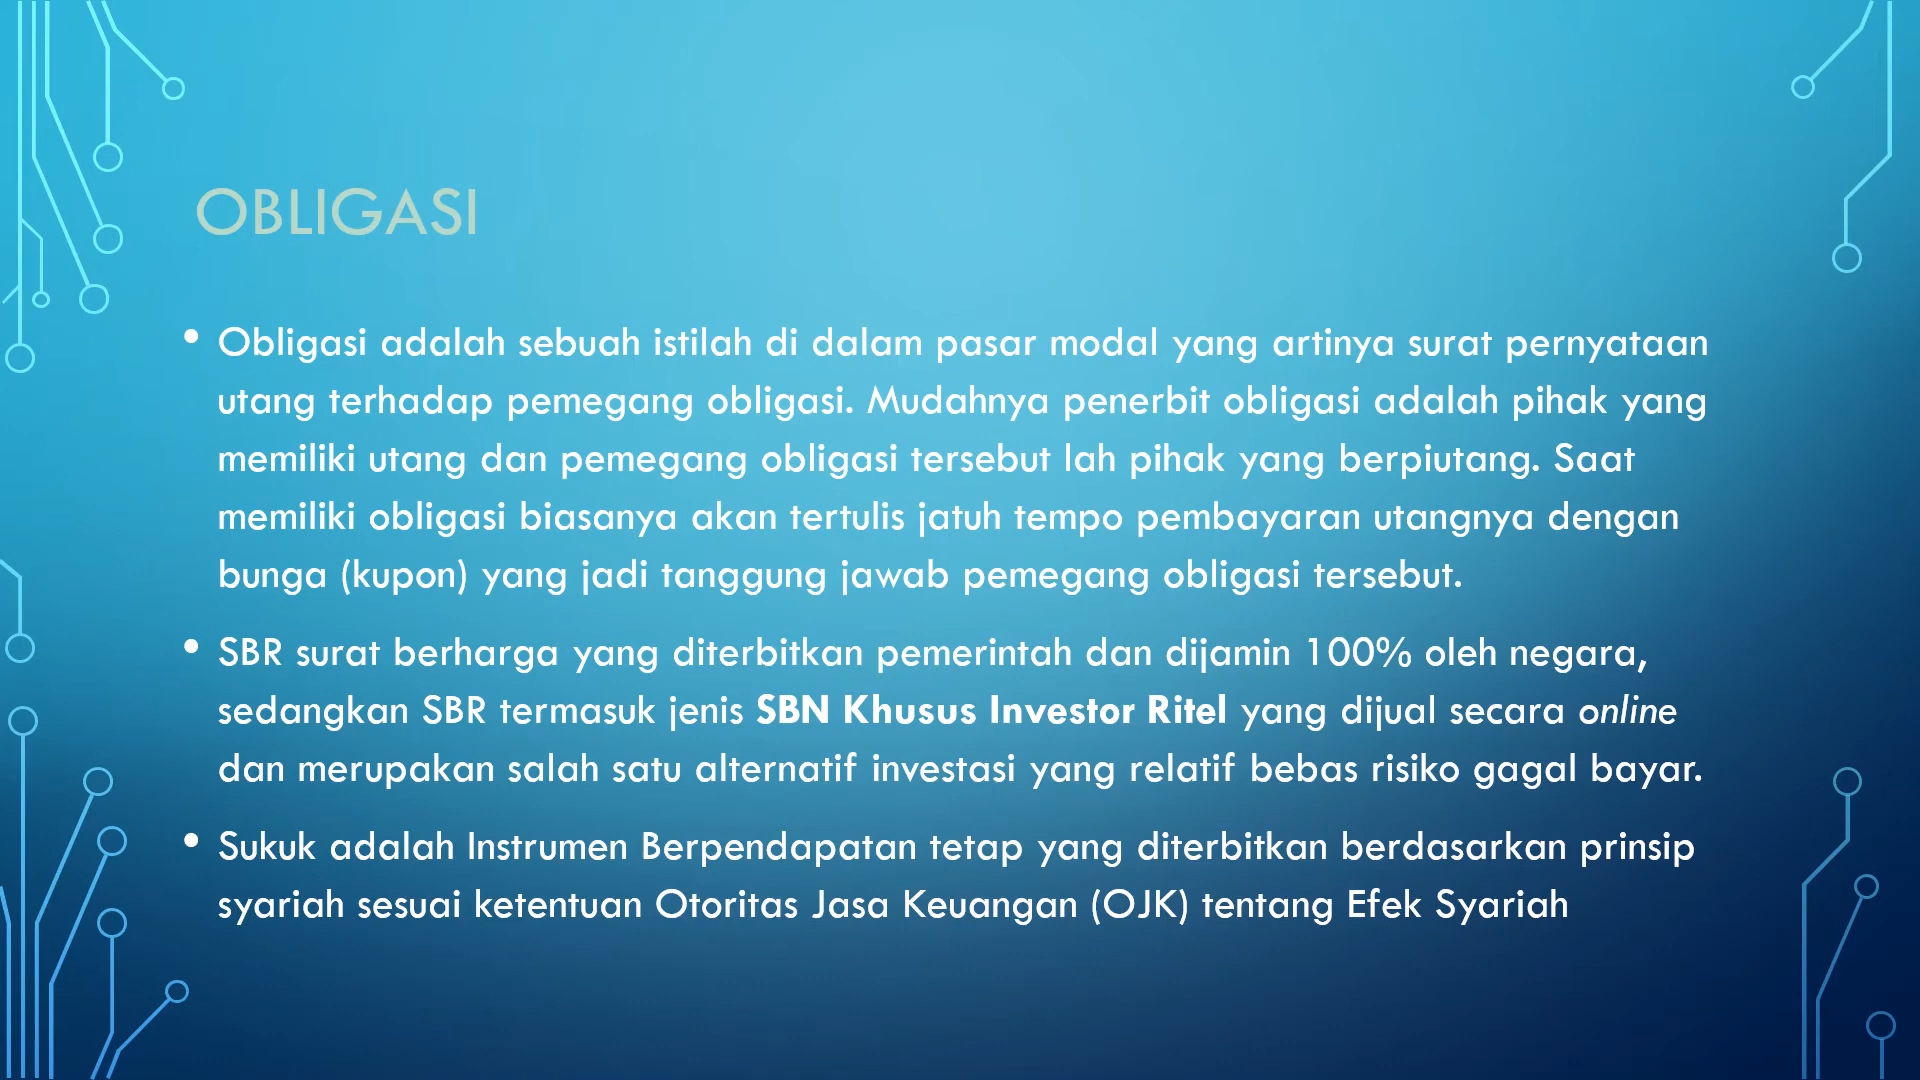 OBLIGASI
• Obligasi adalah sebuah istilah di dalam pasar modal yang artinya surat pernyataan
utang terhadap pemegang obligasi. Mudahnya penerbit obligasi adalah pihak yang
memiliki utang dan pemegang obligasi tersebut lah pihak yang berpiutang. Saat
memiliki obligasi biasanya akan tertulis jatuh tempo pembayaran utangnya dengan
bunga (kupon) yang jadi tanggung jawab pemegang obligasi tersebut.
• SBR surat berharga yang diterbitkan pemerintah dan dijamin 100% oleh negara,
sedangkan SBR termasuk jenis SBN Khusus Investor Ritel yang dijual secara online
dan merupakan salah satu alternatif investasi yang relatif bebas risiko gagal bayar.
• Sukuk adalah Instrumen Berpendapatan tetap yang diterbitkan berdasarkan prinsip
syariah sesuai ketentuan Otoritas Jasa Keuangan (OJK) tentang Efek Syariah